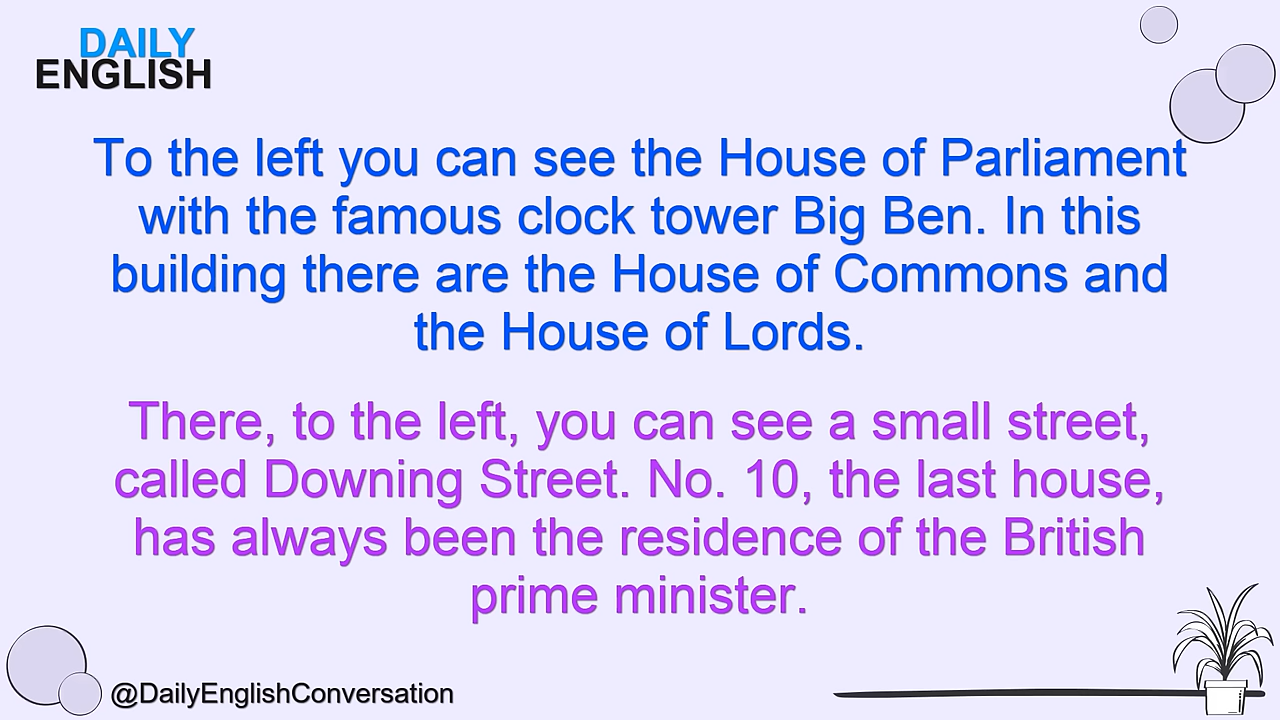 DAILY
ENGLISH
To the left you can see the House of Parliament
with the famous clock tower Big Ben. In this
building there are the House of Commons and
the House of Lords.
There, to the left, you can see a small street,
called Downing Street. No. 10, the last house,
has always been the residence of the British
prime minister.
@DailyEnglishConversation